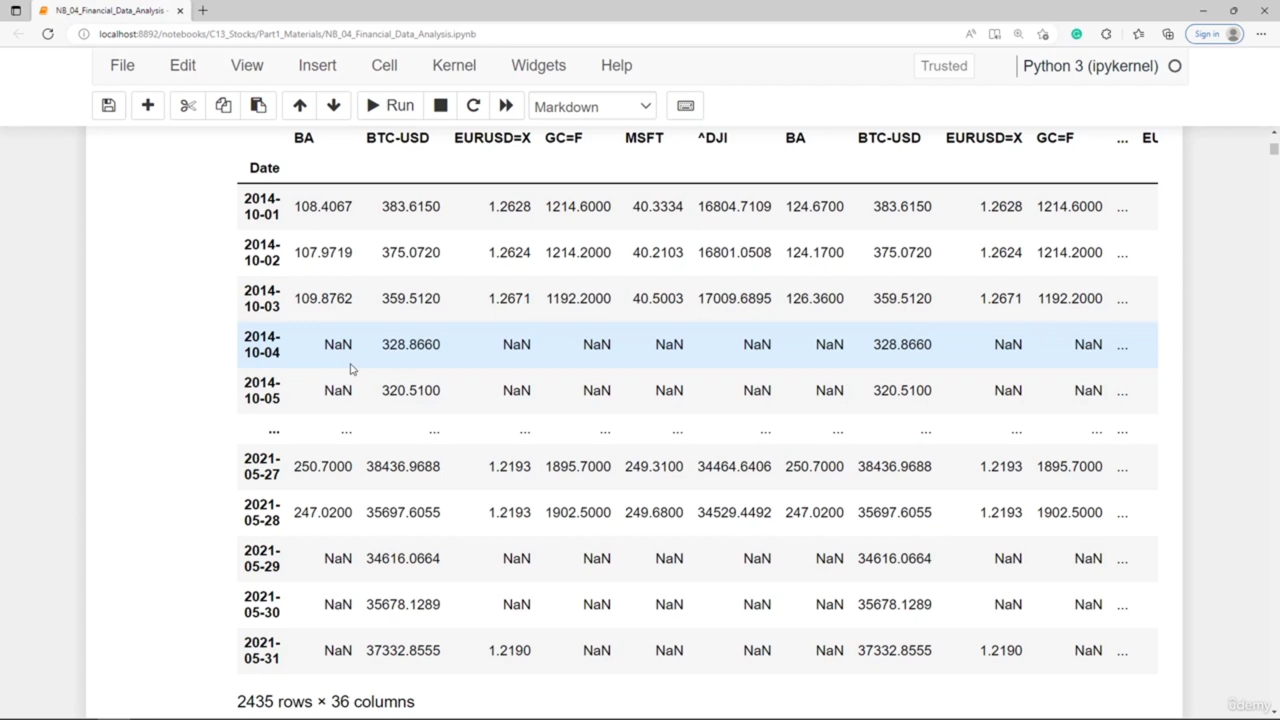 NB_04_Financial_Data_Analysis -
localhost:8892/notebooks/C13_Stocks/Part1_Materials/NB_04_Financial_Data_Analysis.ipynb
Sign in
File Edit View Insert Cell Kernel Widgets Help Trusted Python 3 (ipykernel)
Run Markdown
BA BTC-USD EURUSD=X GC=F MSFT ^DJI BA BTC-USD EURUSD=X GC=F ... EU
Date
2014-10-01 108.4067 383.6150 1.2628 1214.6000 40.3334 16804.7109 124.6700 383.6150 1.2628 1214.6000 ...
2014-10-02 107.9719 375.0720 1.2624 1214.2000 40.2103 16801.0508 124.1700 375.0720 1.2624 1214.2000 ...
2014-10-03 109.8762 359.5120 1.2671 1192.2000 40.5003 17009.6895 126.3600 359.5120 1.2671 1192.2000 ...
2014-10-04 NaN 328.8660 NaN NaN NaN NaN NaN 328.8660 NaN NaN ...
2014-10-05 NaN 320.5100 NaN NaN NaN NaN NaN 320.5100 NaN NaN ...
... ... ... ... ... ... ... ... ... ... ... ...
2021-05-27 250.7000 38436.9688 1.2193 1895.7000 249.3100 34464.6406 250.7000 38436.9688 1.2193 1895.7000 ...
2021-05-28 247.0200 35697.6055 1.2193 1902.5000 249.6800 34529.4492 247.0200 35697.6055 1.2193 1902.5000 ...
2021-05-29 NaN 34616.0664 NaN NaN NaN NaN NaN 34616.0664 NaN NaN ...
2021-05-30 NaN 35678.1289 NaN NaN NaN NaN NaN 35678.1289 NaN NaN ...
2021-05-31 NaN 37332.8555 1.2190 NaN NaN NaN NaN 37332.8555 1.2190 NaN ...
2435 rows × 36 columns
ûdemy